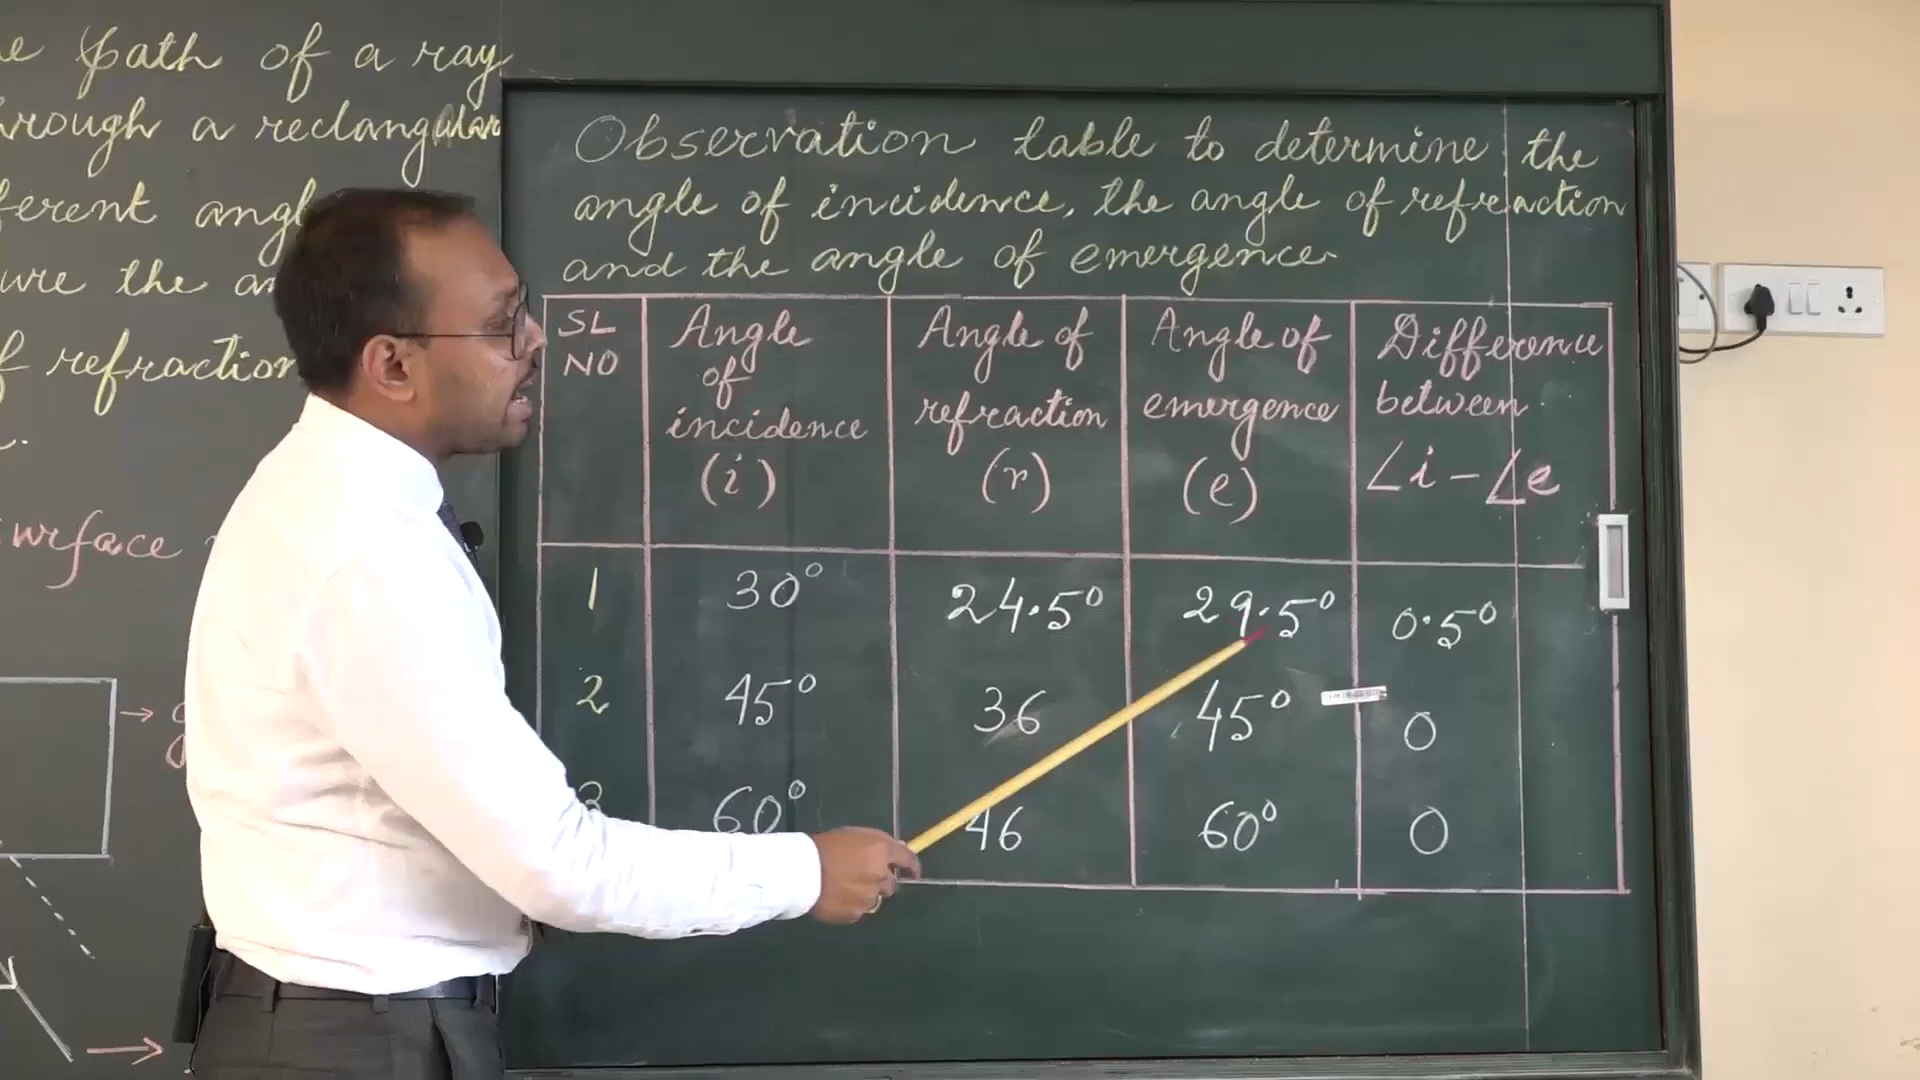 e path of a ray
hrough a rectangular
ferent angl
ure the an
f refraction
urface
Observation table to determine the
angle of incidence, the angle of refraction
and the angle of emergence.
SL NO
Angle of incidence (i)
Angle of refraction (r)
Angle of emergence (e)
Difference between ∠i - ∠e
1 30° 24.5° 29.5° 0.5°
2 45° 36 45° 0
3 60° 46 60° 0